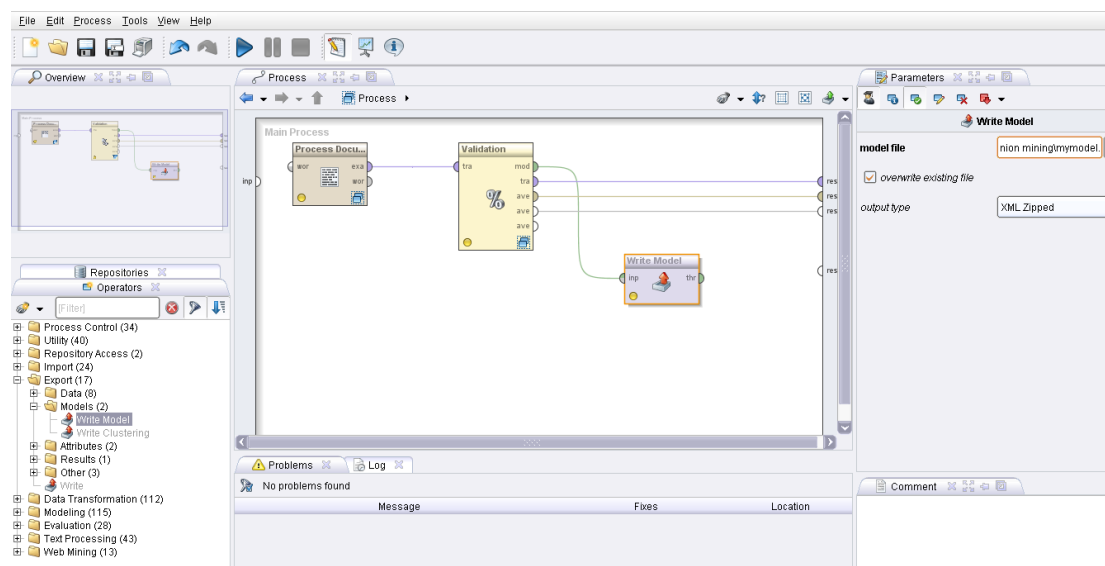 File Edit Process Tools View Help
Overview
Process
Parameters
Process
Write Model
Main Process
Process Docu...
wor exa
wor
Validation
tra mod
tra
ave
ave
ave
inp
res
res
res
res
Write Model
inp thr
model file nion mining\mymodel.
overwrite existing file
output type XML Zipped
Repositories
Operators
[Filter]
Process Control (34)
Utility (40)
Repository Access (2)
Import (24)
Export (17)
Data (8)
Models (2)
Write Model
Write Clustering
Attributes (2)
Results (1)
Other (3)
Write
Data Transformation (112)
Modeling (115)
Evaluation (28)
Text Processing (43)
Web Mining (13)
Problems Log
No problems found
Message Fixes Location
Comment